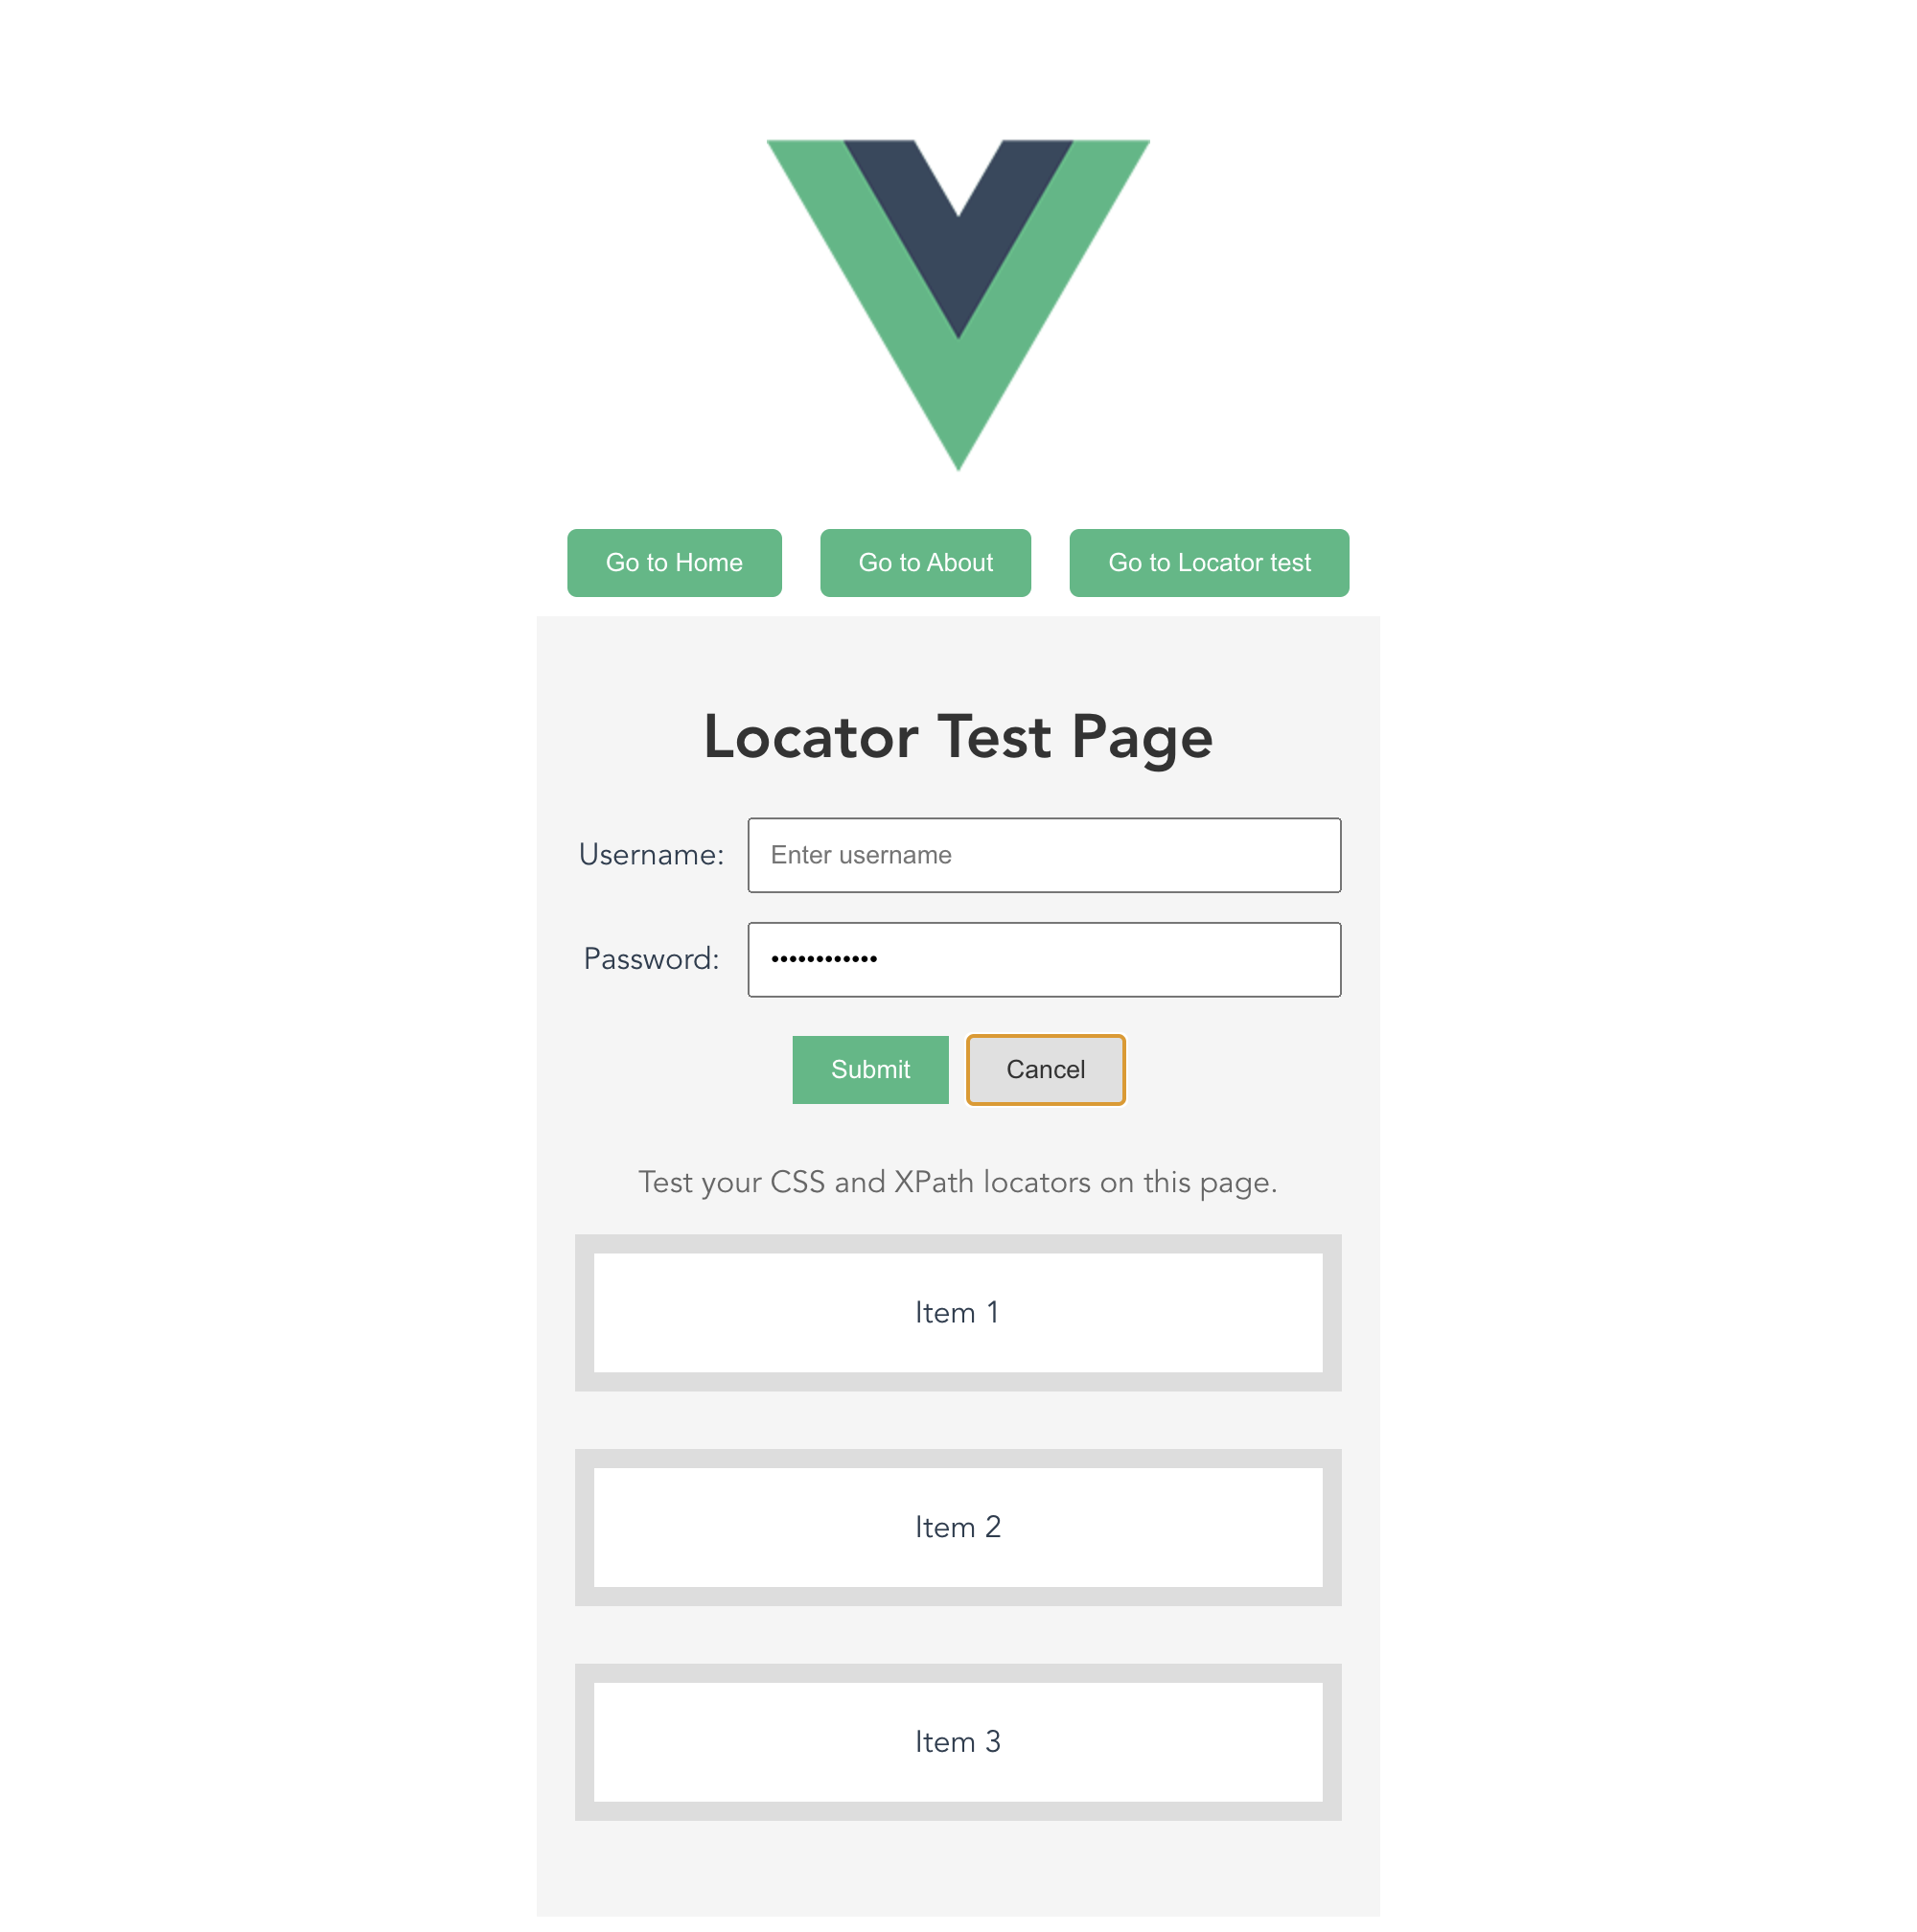 Go to Home Go to About Go to Locator test
Locator Test Page
Username: Enter username
Password: ••••••••••••
Submit Cancel
Test your CSS and XPath locators on this page.
Item 1
Item 2
Item 3